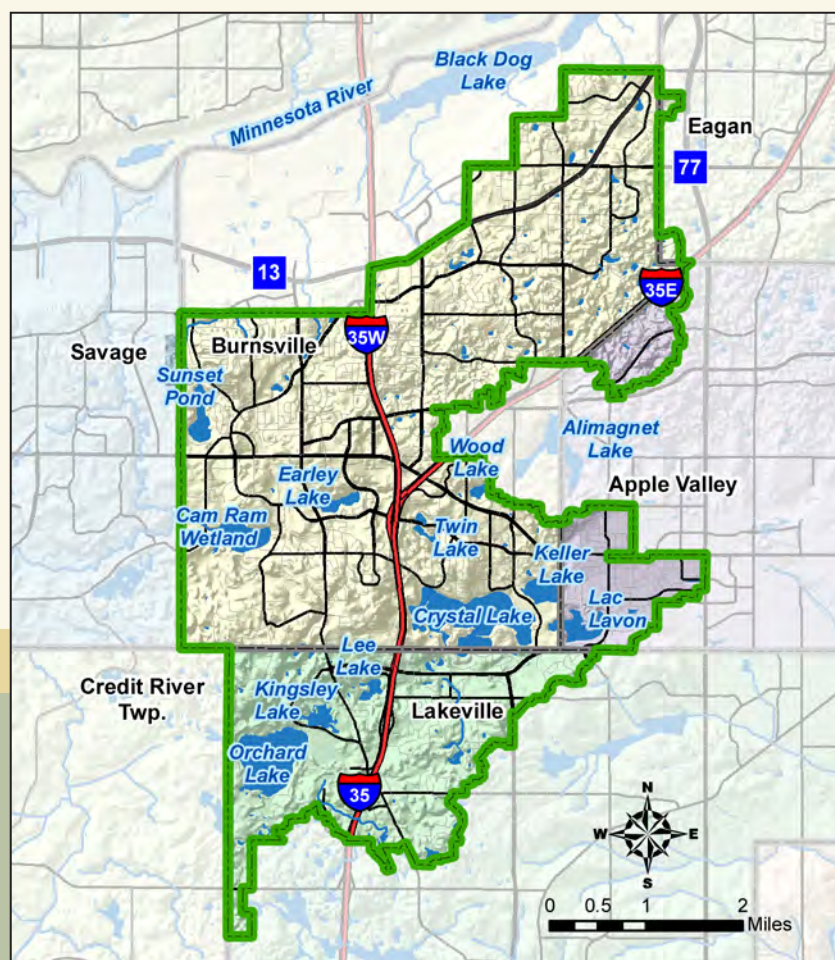 Black Dog
Lake
Minnesota River
Eagan
77
13
35E
35W
Savage
Burnsville
Sunset
Pond
Alimagnet
Lake
Wood
Lake
Apple Valley
Earley
Lake
Cam Ram
Wetland
Twin
Lake
Keller
Lake
Lac
Lavon
Crystal Lake
Lee
Lake
Credit River
Twp.
Kingsley
Lake
Lakeville
Orchard
Lake
35
N
W E
S
0 0.5 1 2
Miles